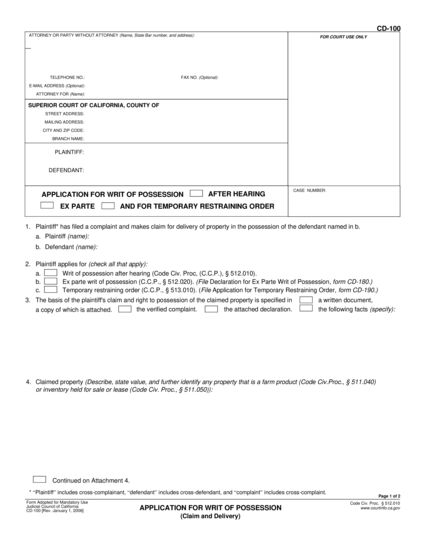 CD-100
ATTORNEY OR PARTY WITHOUT ATTORNEY (Name, State Bar number, and address):
FOR COURT USE ONLY
TELEPHONE NO.: FAX NO. (Optional):
E-MAIL ADDRESS (Optional):
ATTORNEY FOR (Name):
SUPERIOR COURT OF CALIFORNIA, COUNTY OF
STREET ADDRESS:
MAILING ADDRESS:
CITY AND ZIP CODE:
BRANCH NAME:
PLAINTIFF:
DEFENDANT:
APPLICATION FOR WRIT OF POSSESSION AFTER HEARING
EX PARTE AND FOR TEMPORARY RESTRAINING ORDER
CASE NUMBER
1. Plaintiff* has filed a complaint and makes claim for delivery of property in the possession of the defendant named in b.
a. Plaintiff (name):
b. Defendant (name):
2. Plaintiff applies for (check all that apply):
a. Writ of possession after hearing (Code Civ. Proc, (C.C.P.), § 512.010).
b. Ex parte writ of possession (C.C.P., § 512.020). (File Declaration for Ex Parte Writ of Possession, form CD-180.)
c. Temporary restraining order (C.C.P., § 513.010). (File Application for Temporary Restraining Order, form CD-190.)
3. The basis of the plaintiff's claim and right to possession of the claimed property is specified in a written document,
a copy of which is attached. the verified complaint. the attached declaration. the following facts (specify):
4. Claimed property (Describe, state value, and further identify any property that is a farm product (Code Civ.Proc., § 511.040)
or inventory held for sale or lease (Code Civ. Proc., § 511.050)):
Continued on Attachment 4.
* "Plaintiff" includes cross-complainant, "defendant" includes cross-defendant, and "complaint" includes cross-complaint.
Page 1 of 2
Form Adopted for Mandatory Use
Judicial Council of California
CD-100 [Rev. January 1, 2006]
APPLICATION FOR WRIT OF POSSESSION
(Claim and Delivery)
Code Civ. Proc, § 512.010
www.courtinfo.ca.gov